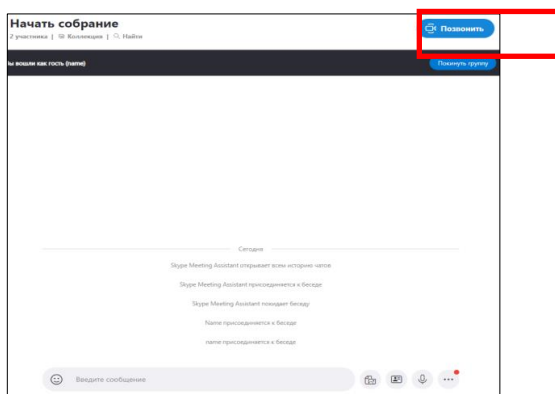 Начать собрание
Позвонить
2 участника | Коллекция | Найти
Вы вошли как гость (name)
Покинуть группу
Сегодня
Skype Meeting Assistant открывает всем историю чатов
Skype Meeting Assistant присоединяется к беседе
Skype Meeting Assistant покидает беседу
Name присоединяется к беседе
name присоединяется к беседе
Введите сообщение